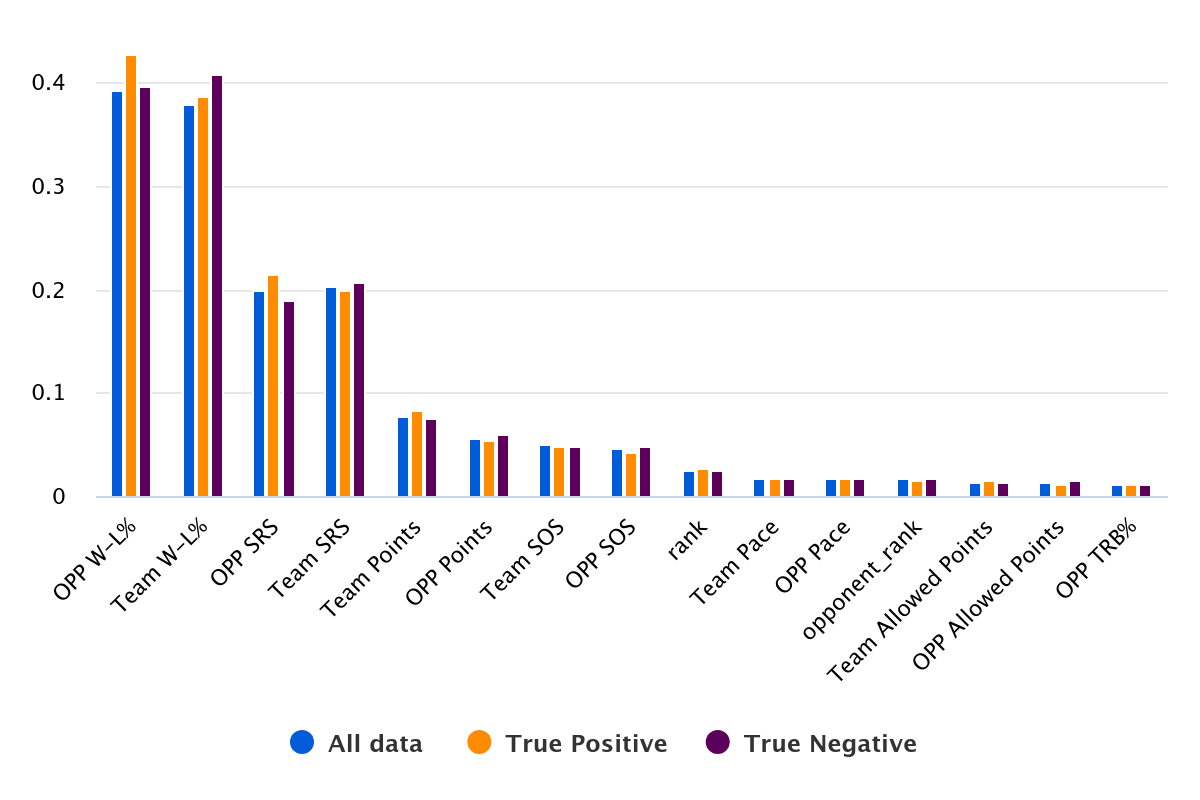 0.4
0.3
0.2
0.1
0
OPP W-L%
Team W-L%
OPP SRS
Team SRS
Team Points
OPP Points
Team SOS
OPP SOS
rank
Team Pace
OPP Pace
opponent_rank
Team Allowed Points
OPP Allowed Points
OPP TRB%
All data
True Positive
True Negative